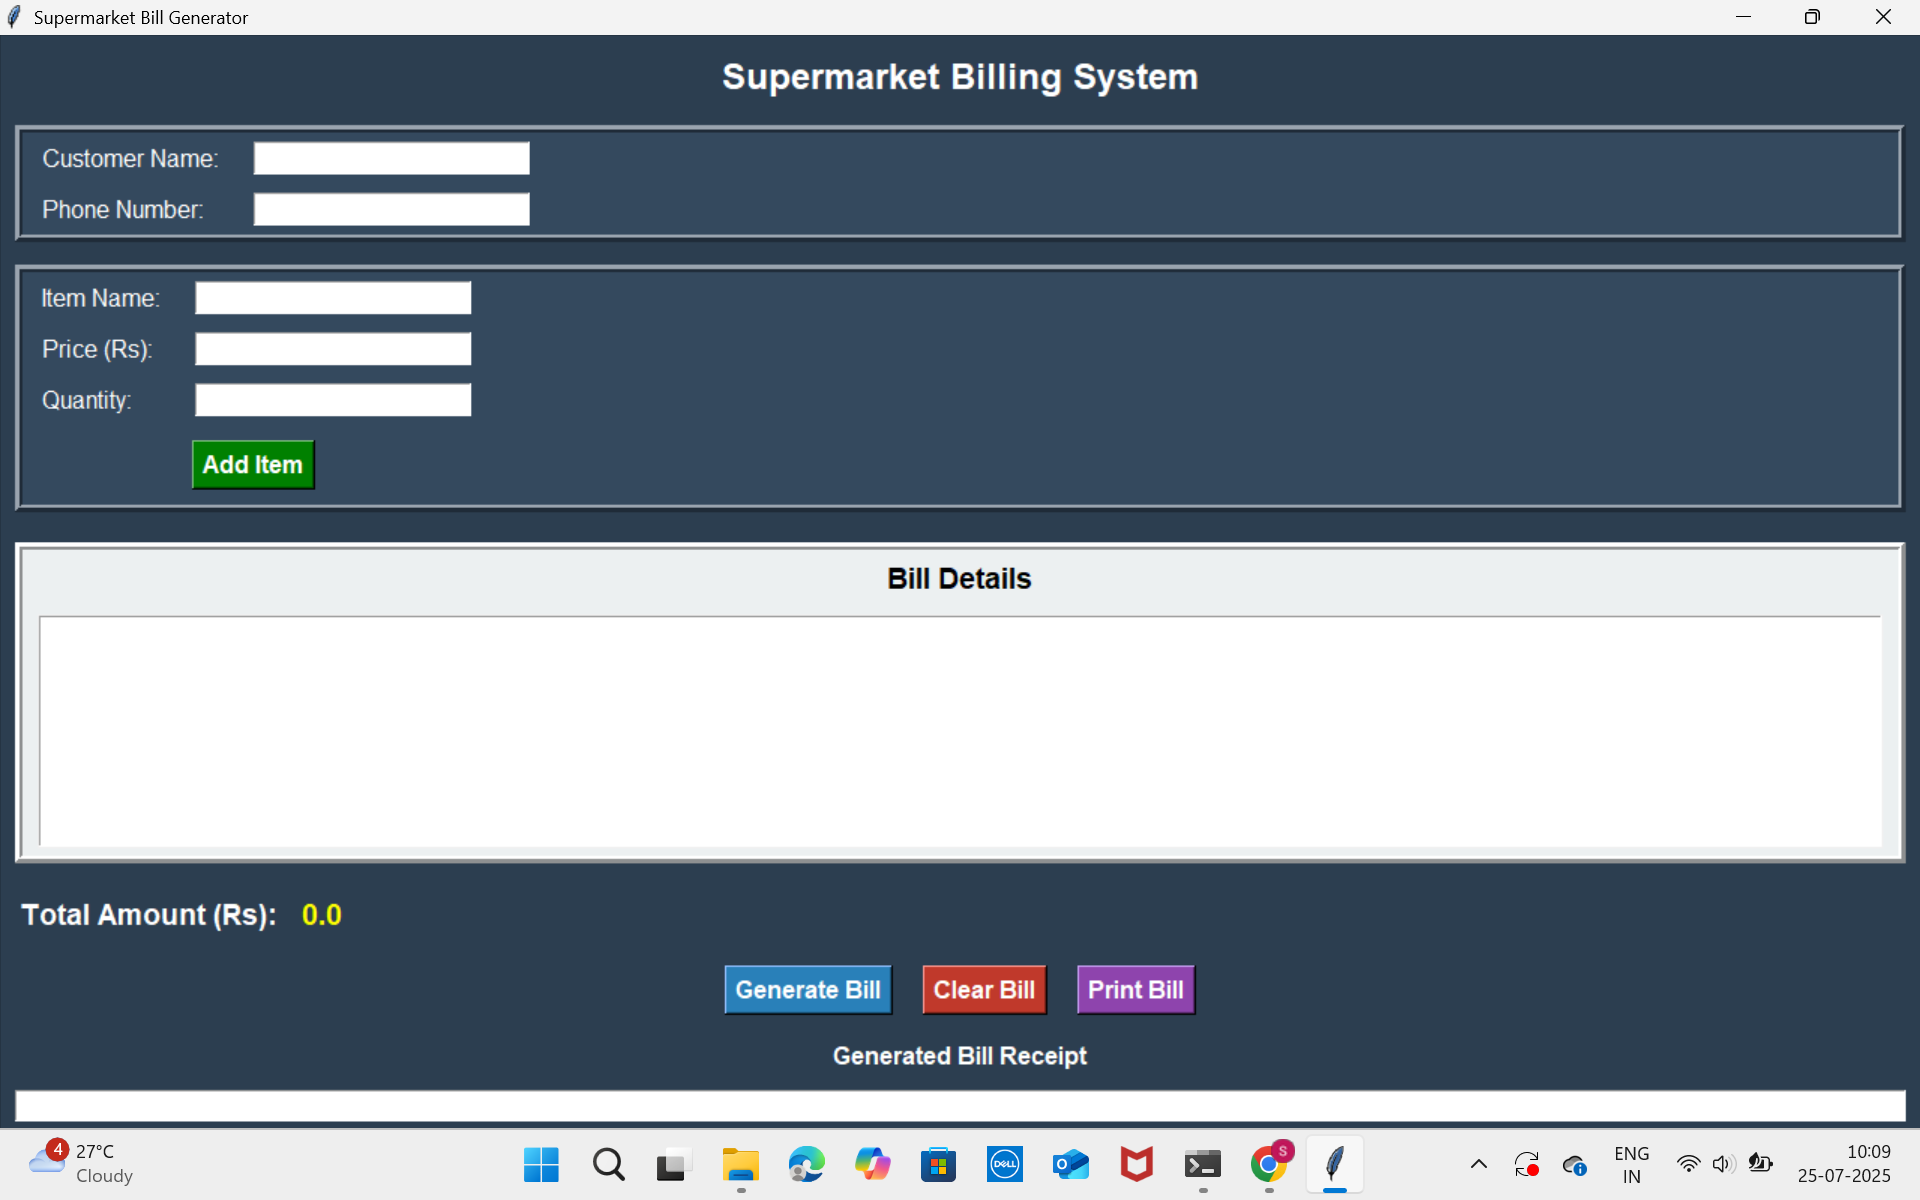 Supermarket Bill Generator
Supermarket Billing System
Customer Name:
Phone Number:
Item Name:
Price (Rs):
Quantity:
Add Item
Bill Details
Total Amount (Rs): 0.0
Generate Bill Clear Bill Print Bill
Generated Bill Receipt
4 27°C
Cloudy
DELL
S
ENG
IN
10:09
25-07-2025